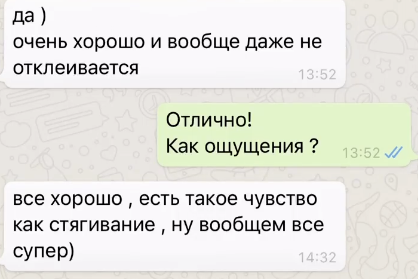 да )
очень хорошо и вообще даже не
отклеивается
13:52
Отлично!
Как ощущения ?
13:52
все хорошо , есть такое чувство
как стягивание , ну вообщем все
супер)
14:32